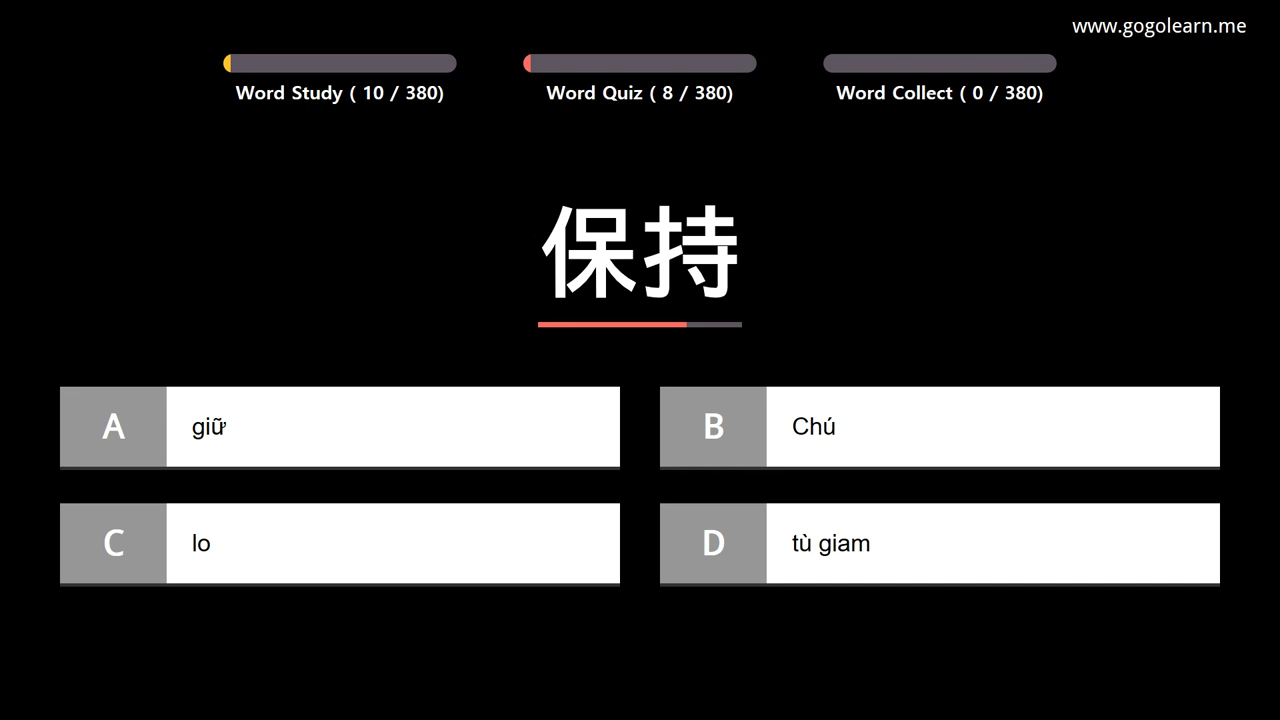 www.gogolearn.me
Word Study ( 10 / 380)
Word Quiz ( 8 / 380)
Word Collect ( 0 / 380)
保持
A giữ
B Chú
C lo
D tù giam